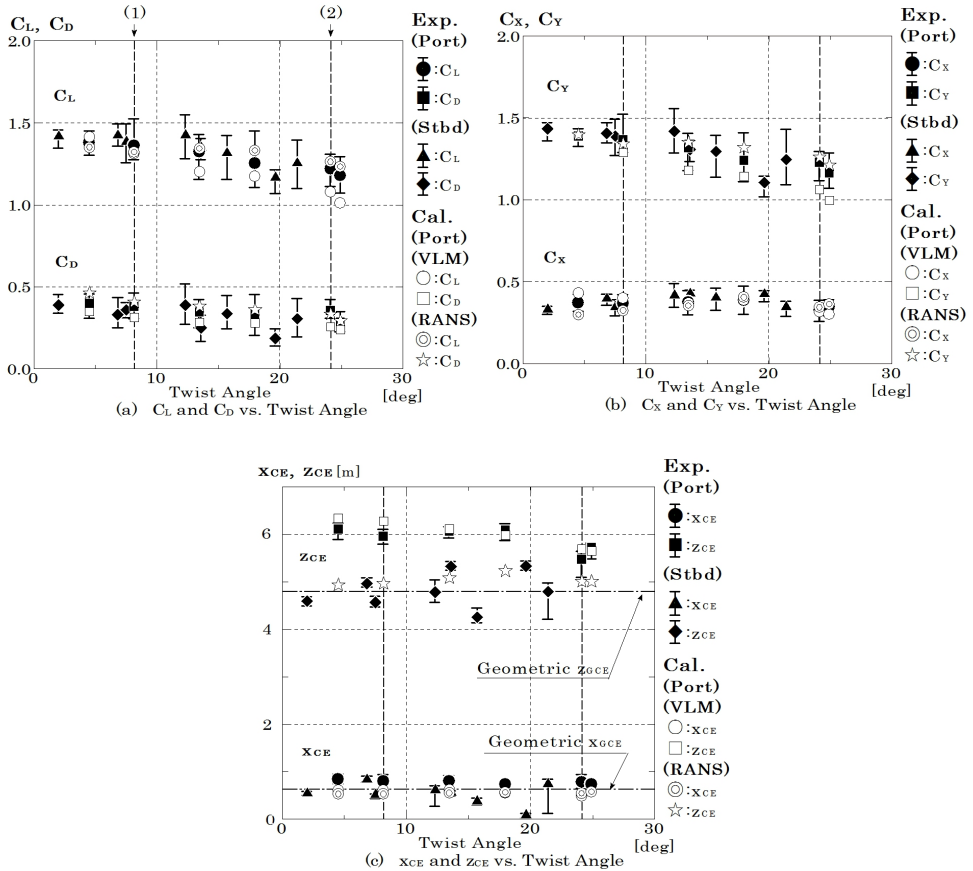 CL, CD
(1)
(2)
2.0
1.5
1.0
0.5
0.0
CL
CD
0
10
20
30
Twist Angle
[deg]
(a) CL and CD vs. Twist Angle
Exp.
(Port)
:CL
:CD
(Stbd)
:CL
:CD
Cal.
(Port)
(VLM)
:CL
:CD
(RANS)
:CL
:CD
CX, CY
2.0
1.5
1.0
0.5
0.0
CY
CX
0
10
20
30
Twist Angle
[deg]
(b) CX and CY vs. Twist Angle
Exp.
(Port)
:CX
:CY
(Stbd)
:CX
:CY
Cal.
(Port)
(VLM)
:CX
:CY
(RANS)
:CX
:CY
XCE, ZCE [m]
6
4
2
0
ZCE
Geometric ZGCE
XCE
Geometric XGCE
0
10
20
30
Twist Angle
[deg]
(c) XCE and ZCE vs. Twist Angle
Exp.
(Port)
:XCE
:ZCE
(Stbd)
:XCE
:ZCE
Cal.
(Port)
(VLM)
:XCE
:ZCE
(RANS)
:XCE
:ZCE